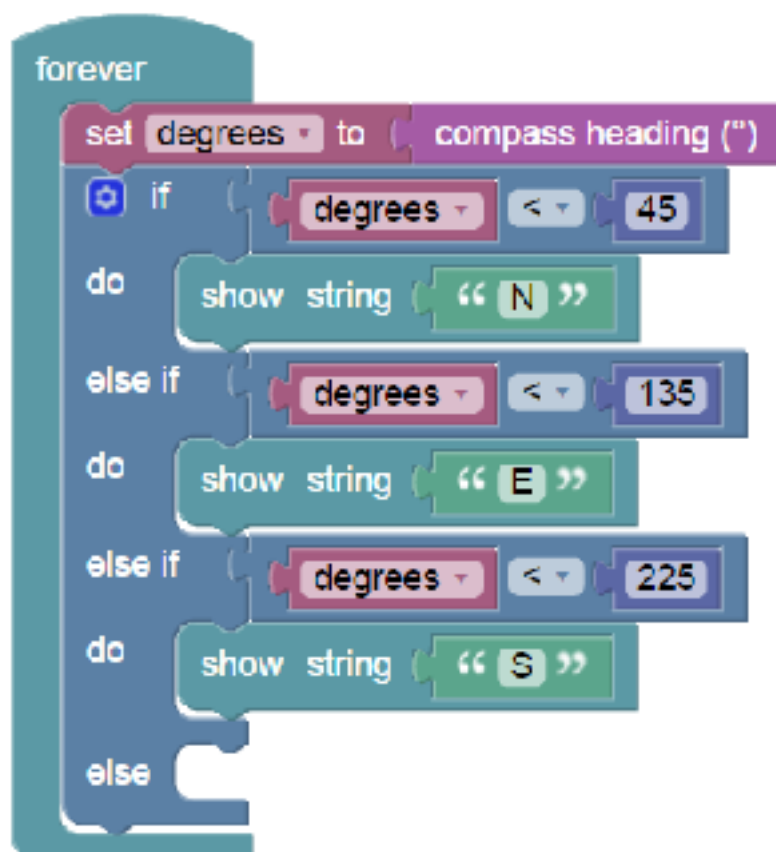 forever
set degrees to compass heading (°)
if degrees < 45
do show string “ N ”
else if degrees < 135
do show string “ E ”
else if degrees < 225
do show string “ S ”
else